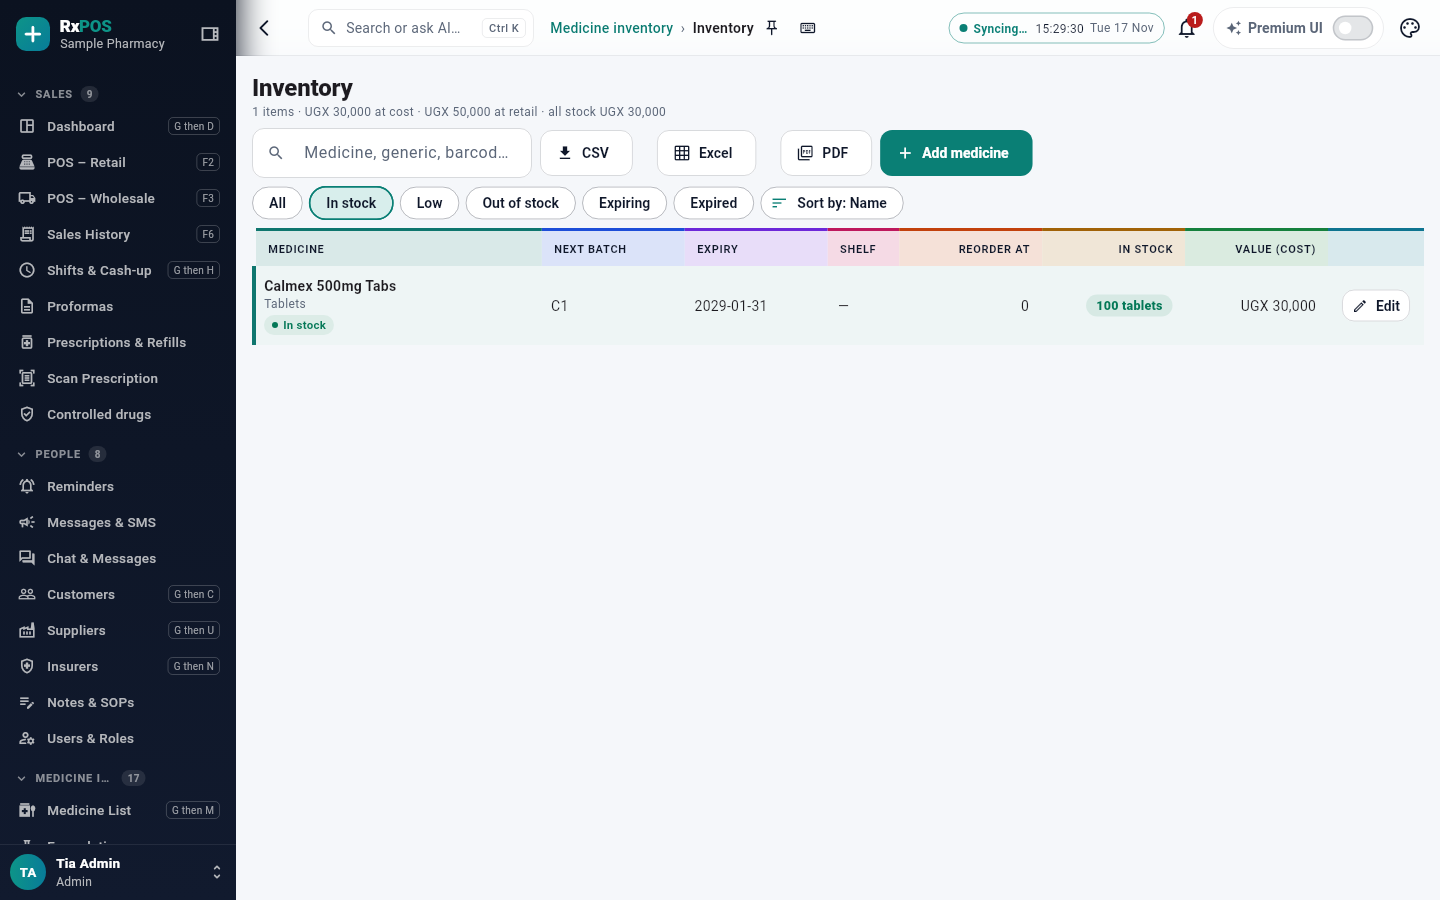 RxPOS
Sample Pharmacy
SALES 9
Dashboard G then D
POS – Retail F2
POS – Wholesale F3
Sales History F6
Shifts & Cash-up G then H
Proformas
Prescriptions & Refills
Scan Prescription
Controlled drugs
PEOPLE 8
Reminders
Messages & SMS
Chat & Messages
Customers G then C
Suppliers G then U
Insurers G then N
Notes & SOPs
Users & Roles
MEDICINE I... 17
Medicine List G then M
TA Tia Admin
Admin
Search or ask AI... Ctrl K
Medicine inventory › Inventory
Syncing... 15:29:30 Tue 17 Nov
1
Premium UI
Inventory
1 items · UGX 30,000 at cost · UGX 50,000 at retail · all stock UGX 30,000
Medicine, generic, barcod...
CSV
Excel
PDF
Add medicine
All
In stock
Low
Out of stock
Expiring
Expired
Sort by: Name
MEDICINE NEXT BATCH EXPIRY SHELF REORDER AT IN STOCK VALUE (COST)
Calmex 500mg Tabs
Tablets
In stock
C1 2029-01-31 — 0 100 tablets UGX 30,000 Edit